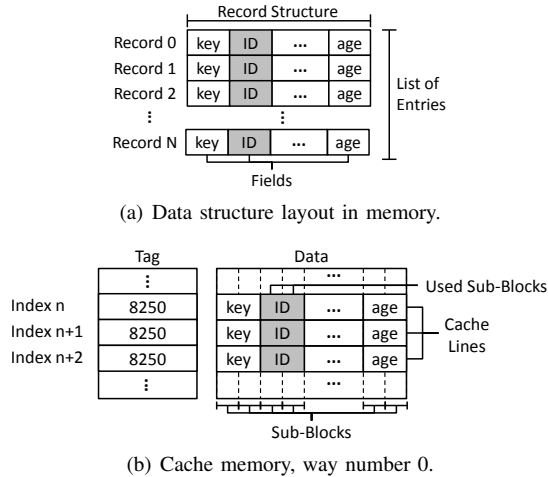 Record Structure
Record 0 key ID ... age
Record 1 key ID ... age
Record 2 key ID ... age
⋮ ⋮
Record N key ID ... age
List of
Entries
Fields
(a) Data structure layout in memory.
Tag Data
⋮ ...
Used Sub-Blocks
Index n 8250 key ID ... age
Index n+1 8250 key ID ... age
Index n+2 8250 key ID ... age
Cache
Lines
⋮ ...
Sub-Blocks
(b) Cache memory, way number 0.